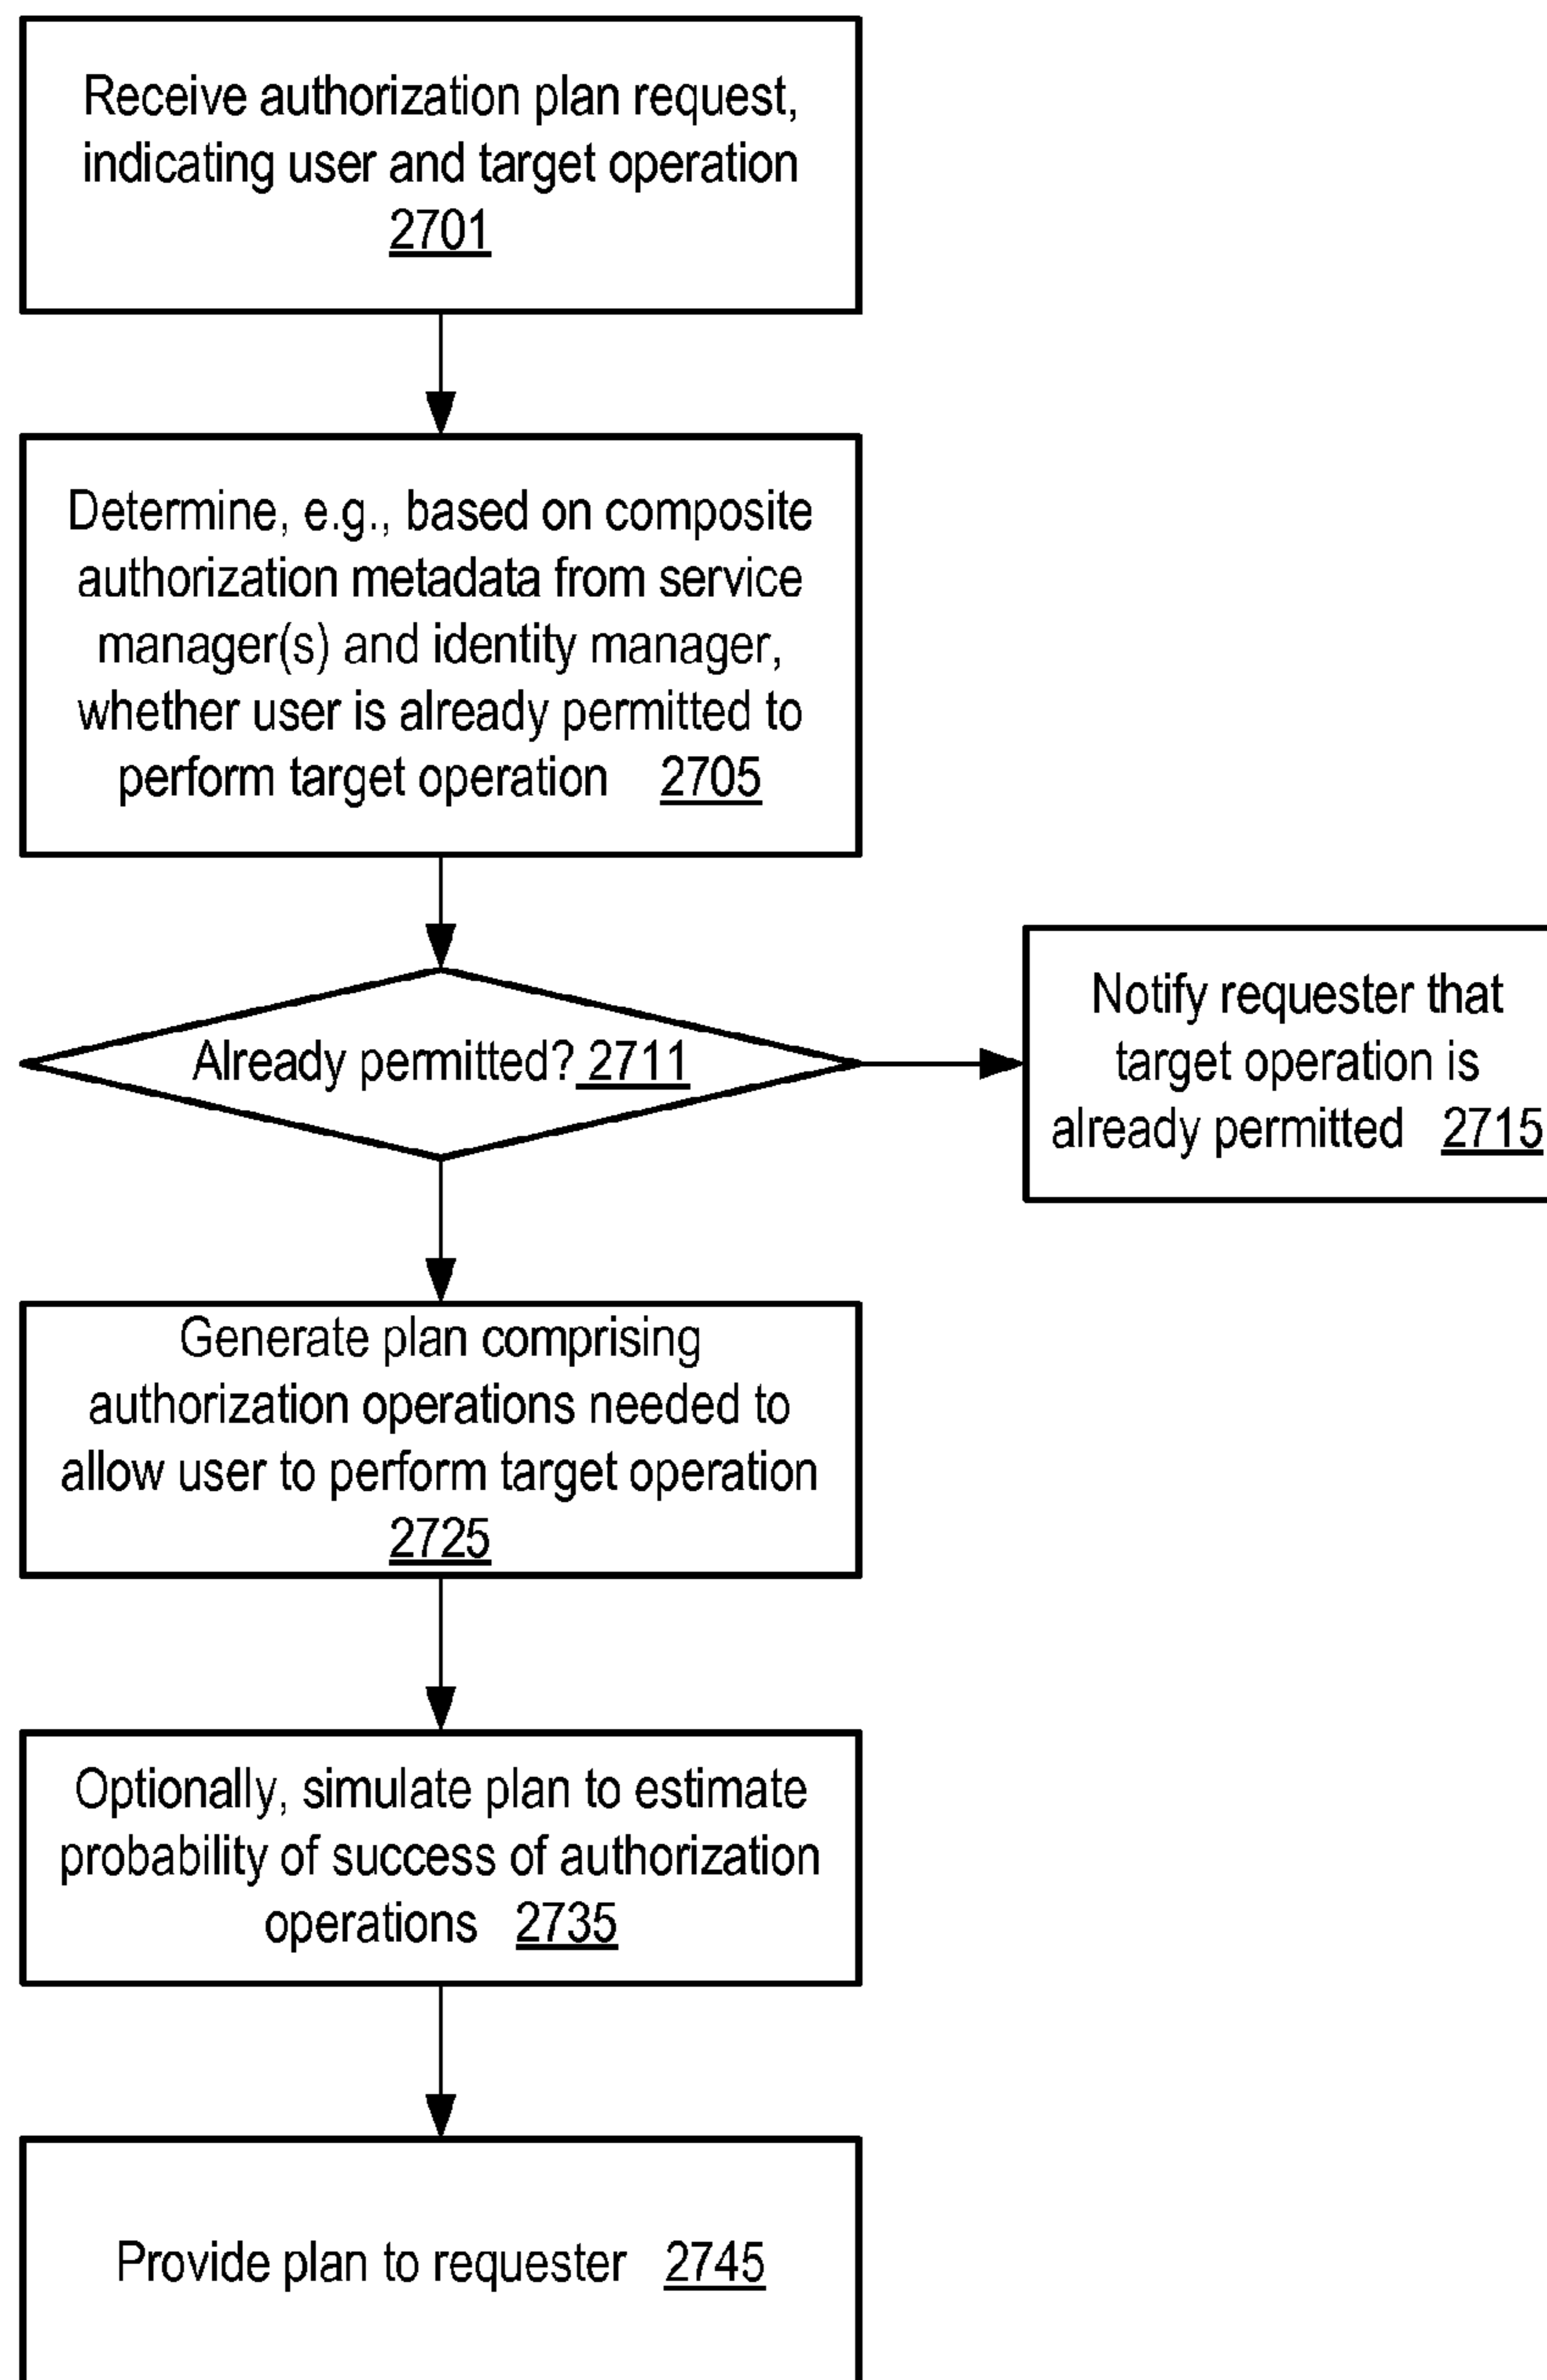 Receive authorization plan request,
indicating user and target operation
2701
Determine, e.g., based on composite
authorization metadata from service
manager(s) and identity manager,
whether user is already permitted to
perform target operation 2705
Already permitted? 2711
Notify requester that
target operation is
already permitted 2715
Generate plan comprising
authorization operations needed to
allow user to perform target operation
2725
Optionally, simulate plan to estimate
probability of success of authorization
operations 2735
Provide plan to requester 2745